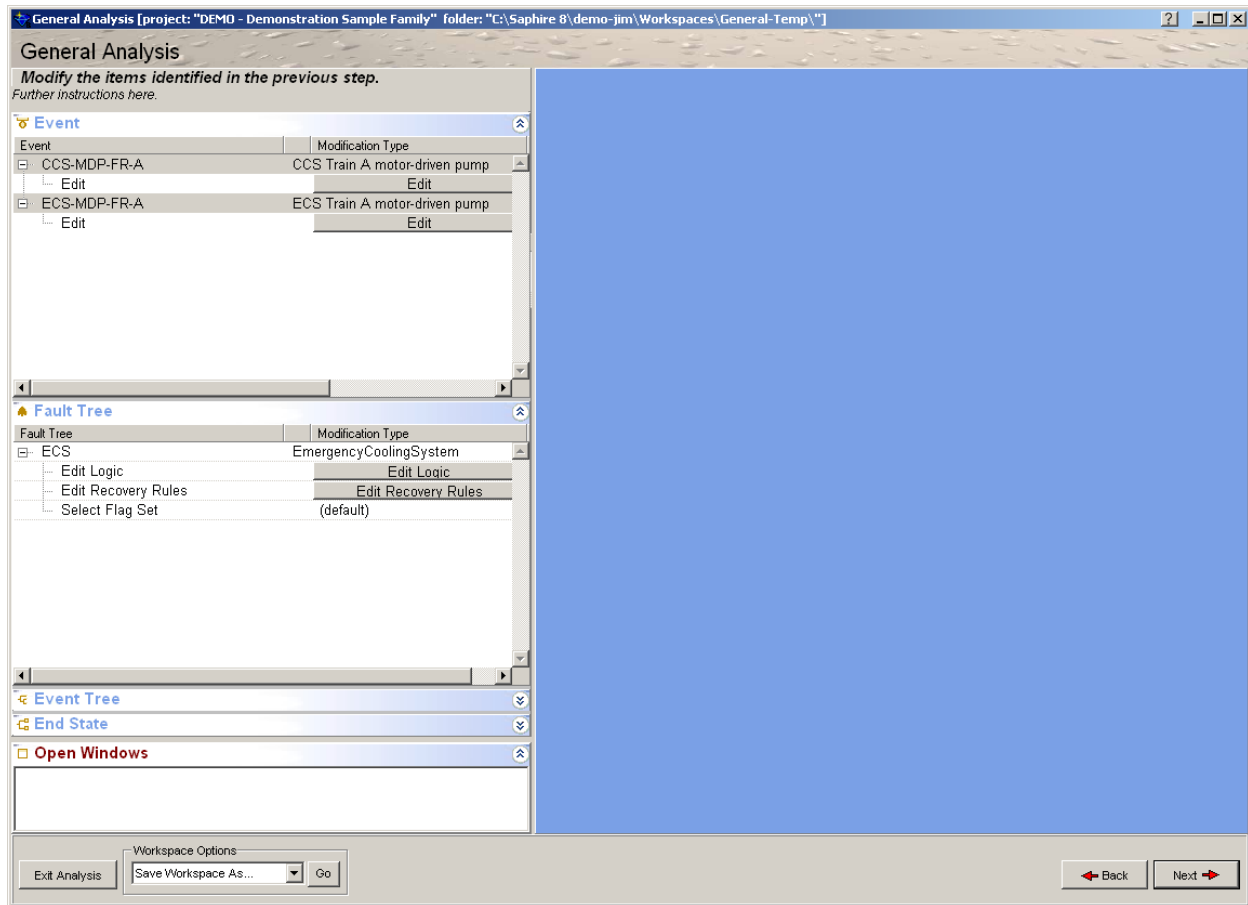 General Analysis [project: "DEMO - Demonstration Sample Family" folder: "C:\Saphire 8\demo-jim\Workspaces\General-Temp\"]
General Analysis
Modify the items identified in the previous step.
Further instructions here.
Event
Event Modification Type
CCS-MDP-FR-A CCS Train A motor-driven pump
Edit Edit
ECS-MDP-FR-A ECS Train A motor-driven pump
Edit Edit
Fault Tree
Fault Tree Modification Type
ECS EmergencyCoolingSystem
Edit Logic Edit Logic
Edit Recovery Rules Edit Recovery Rules
Select Flag Set (default)
Event Tree
End State
Open Windows
Workspace Options
Exit Analysis Save Workspace As... Go Back Next